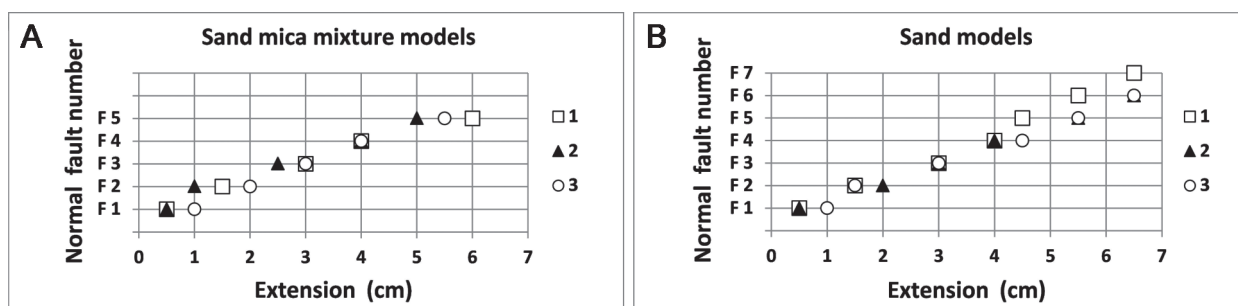 A
Sand mica mixture models
Normal fault number
F 5
F 4
F 3
F 2
F 1
0 1 2 3 4 5 6 7
Extension (cm)
1
2
3
B
Sand models
Normal fault number
F 7
F 6
F 5
F 4
F 3
F 2
F 1
0 1 2 3 4 5 6 7
Extension (cm)
1
2
3